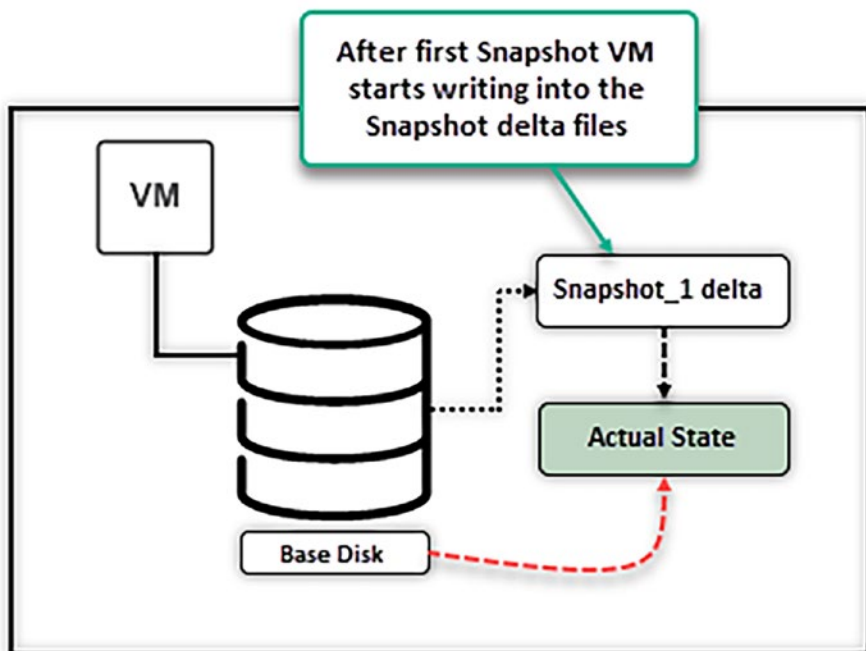 After first Snapshot VM
starts writing into the
Snapshot delta files
VM
Snapshot_1 delta
Actual State
Base Disk